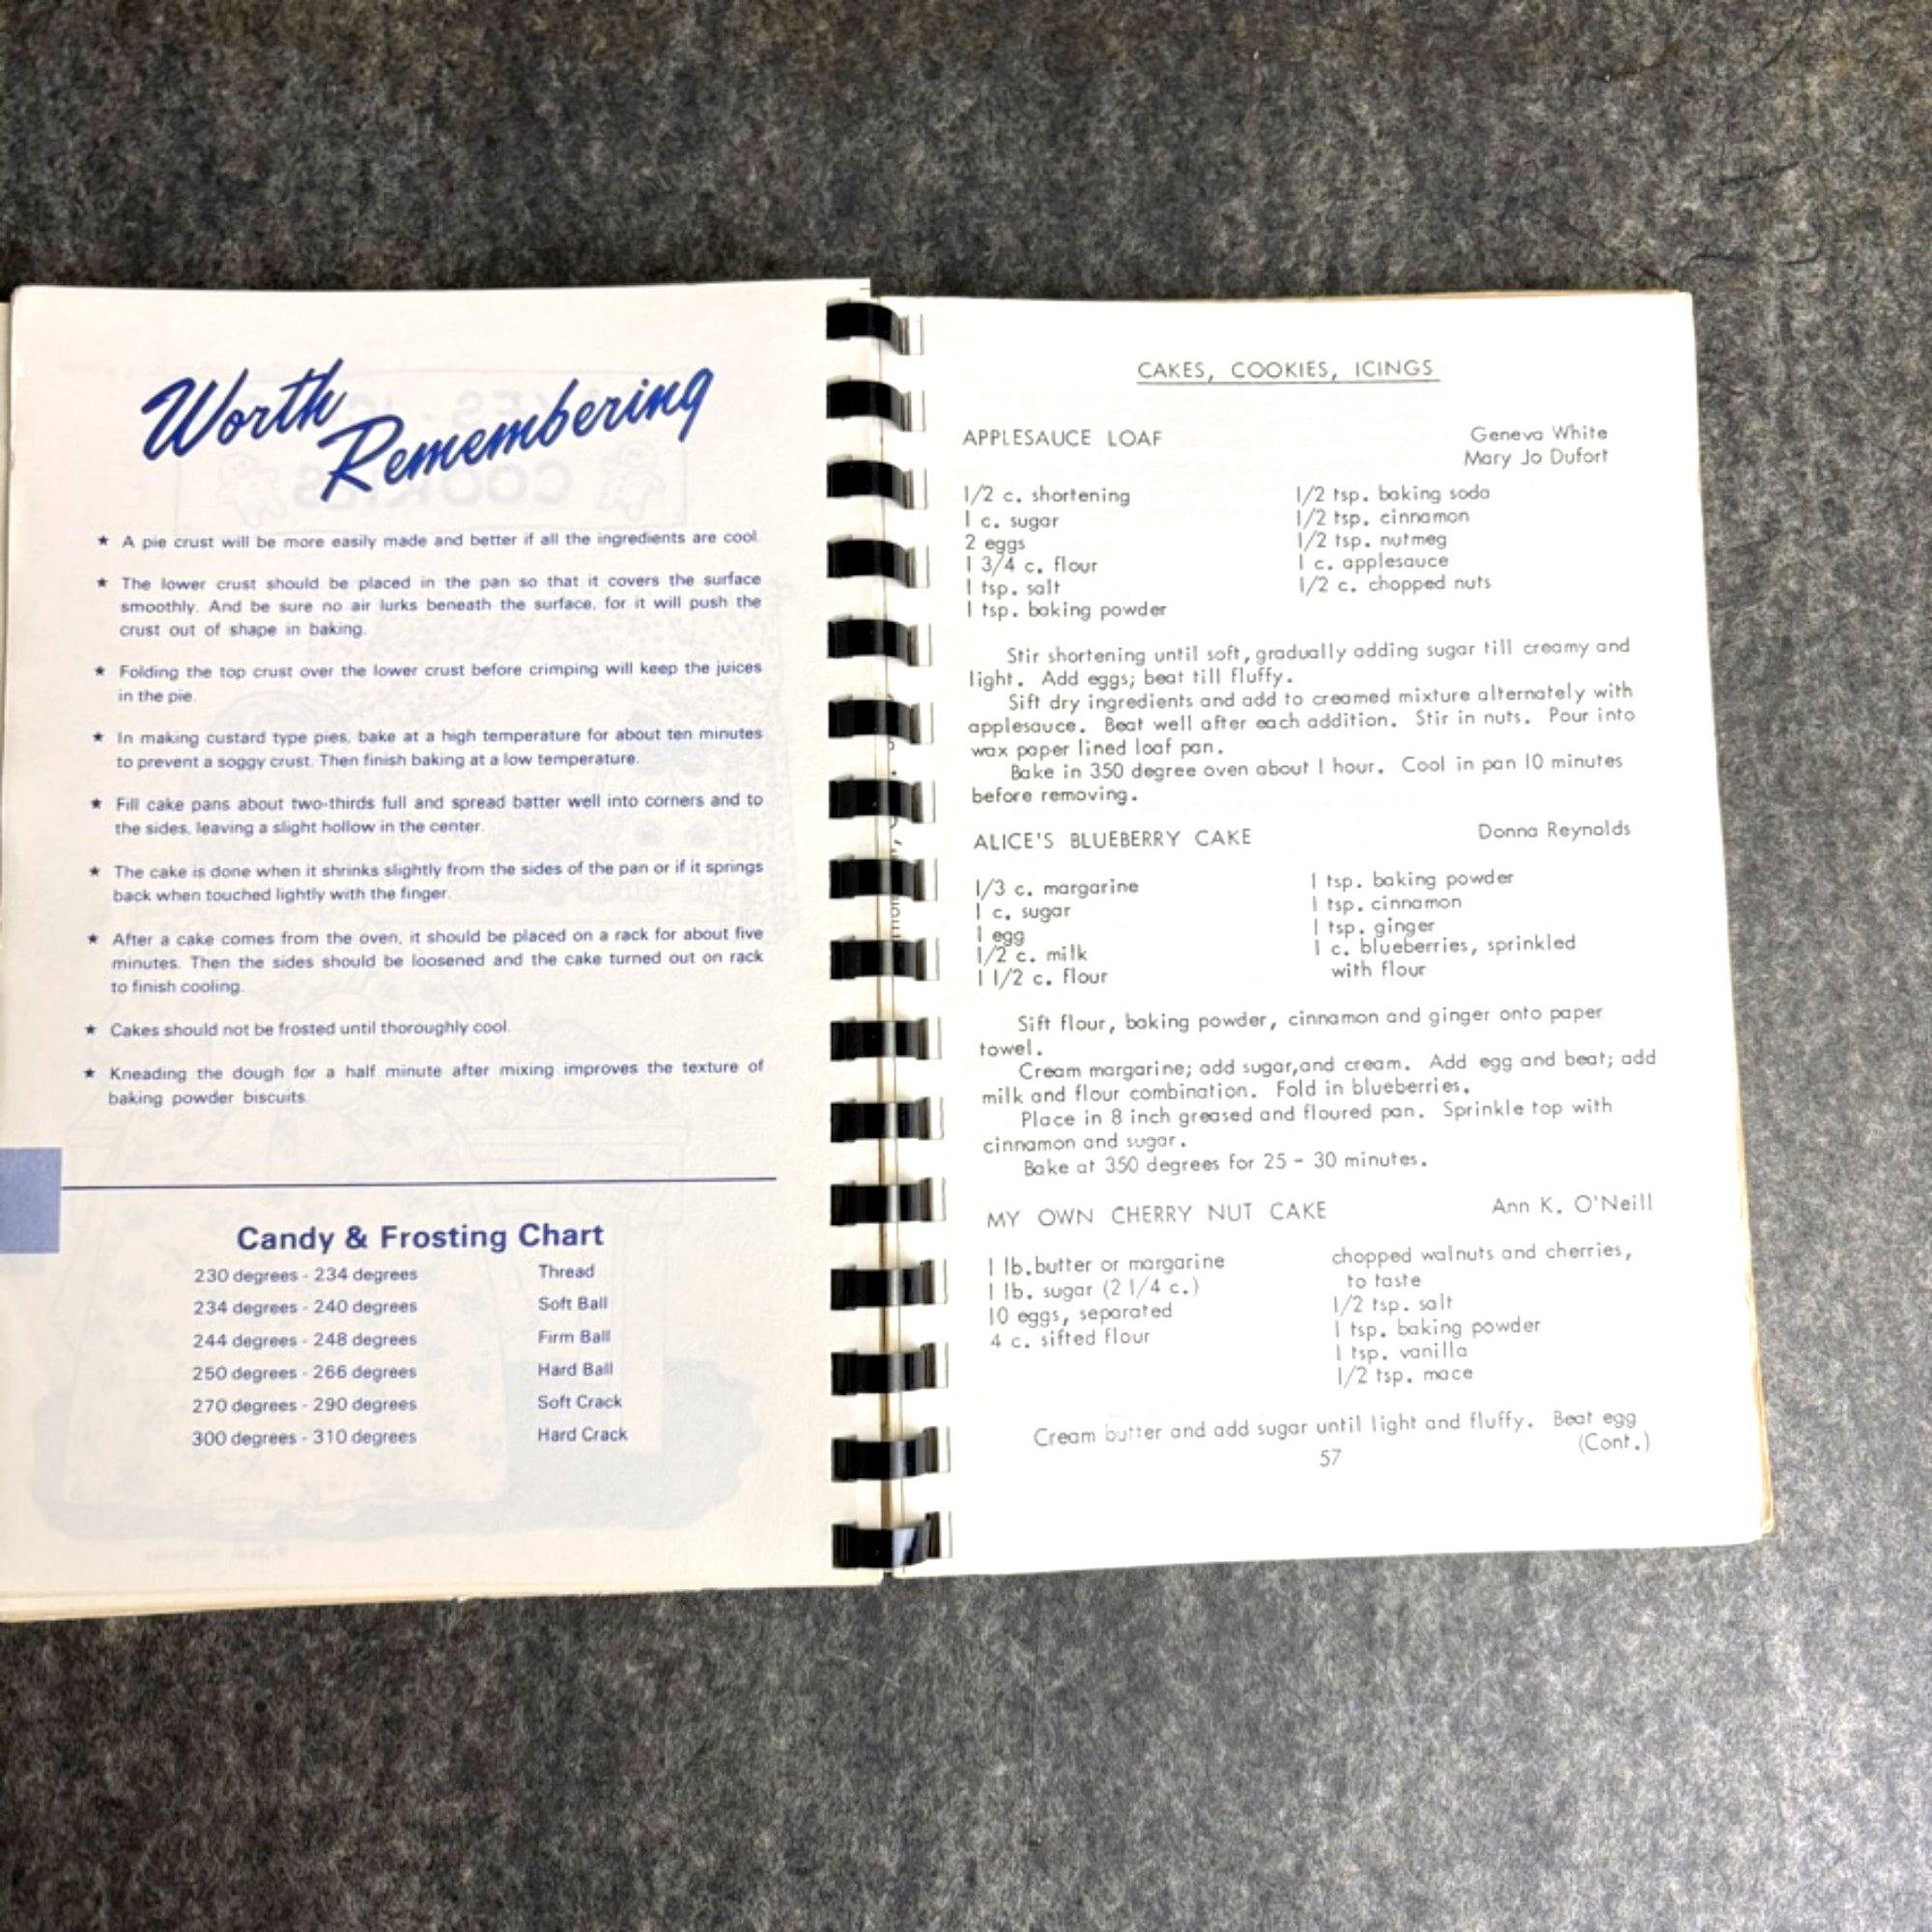 Worth
Remembering
★ A pie crust will be more easily made and better if all the ingredients are cool.
★ The lower crust should be placed in the pan so that it covers the surface
smoothly. And be sure no air lurks beneath the surface, for it will push the
crust out of shape in baking.
★ Folding the top crust over the lower crust before crimping will keep the juices
in the pie.
★ In making custard type pies, bake at a high temperature for about ten minutes
to prevent a soggy crust. Then finish baking at a low temperature.
★ Fill cake pans about two-thirds full and spread batter well into corners and to
the sides, leaving a slight hollow in the center.
★ The cake is done when it shrinks slightly from the sides of the pan or if it springs
back when touched lightly with the finger.
★ After a cake comes from the oven, it should be placed on a rack for about five
minutes. Then the sides should be loosened and the cake turned out on rack
to finish cooling.
★ Cakes should not be frosted until thoroughly cool.
★ Kneading the dough for a half minute after mixing improves the texture of
baking powder biscuits.
Candy & Frosting Chart
230 degrees - 234 degrees Thread
234 degrees - 240 degrees Soft Ball
244 degrees - 248 degrees Firm Ball
250 degrees - 266 degrees Hard Ball
270 degrees - 290 degrees Soft Crack
300 degrees - 310 degrees Hard Crack
CAKES, COOKIES, ICINGS
APPLESAUCE LOAF Geneva White
Mary Jo Dufort
1/2 c. shortening 1/2 tsp. baking soda
1 c. sugar 1/2 tsp. cinnamon
2 eggs 1/2 tsp. nutmeg
1 3/4 c. flour 1 c. applesauce
1 tsp. salt 1/2 c. chopped nuts
1 tsp. baking powder
Stir shortening until soft, gradually adding sugar till creamy and
light. Add eggs; beat till fluffy.
Sift dry ingredients and add to creamed mixture alternately with
applesauce. Beat well after each addition. Stir in nuts. Pour into
wax paper lined loaf pan.
Bake in 350 degree oven about 1 hour. Cool in pan 10 minutes
before removing.
ALICE'S BLUEBERRY CAKE Donna Reynolds
1/3 c. margarine 1 tsp. baking powder
1 c. sugar 1 tsp. cinnamon
1 egg 1 tsp. ginger
1/2 c. milk 1 c. blueberries, sprinkled
1 1/2 c. flour with flour
Sift flour, baking powder, cinnamon and ginger onto paper
towel.
Cream margarine; add sugar,and cream. Add egg and beat; add
milk and flour combination. Fold in blueberries.
Place in 8 inch greased and floured pan. Sprinkle top with
cinnamon and sugar.
Bake at 350 degrees for 25 - 30 minutes.
MY OWN CHERRY NUT CAKE Ann K. O'Neill
1 lb.butter or margarine chopped walnuts and cherries,
1 lb. sugar (2 1/4 c.) to taste
10 eggs, separated 1/2 tsp. salt
4 c. sifted flour 1 tsp. baking powder
1 tsp. vanilla
1/2 tsp. mace
Cream butter and add sugar until light and fluffy. Beat egg
(Cont.)
57